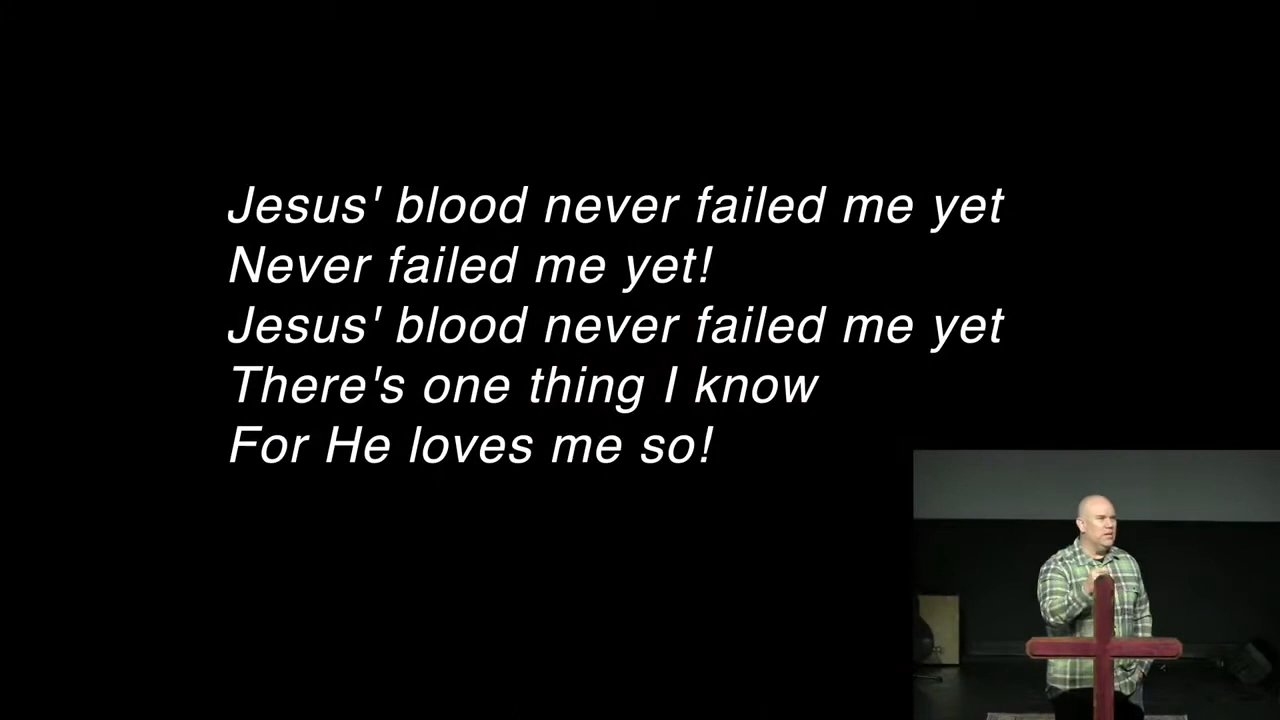 Jesus' blood never failed me yet
Never failed me yet!
Jesus' blood never failed me yet
There's one thing I know
For He loves me so!